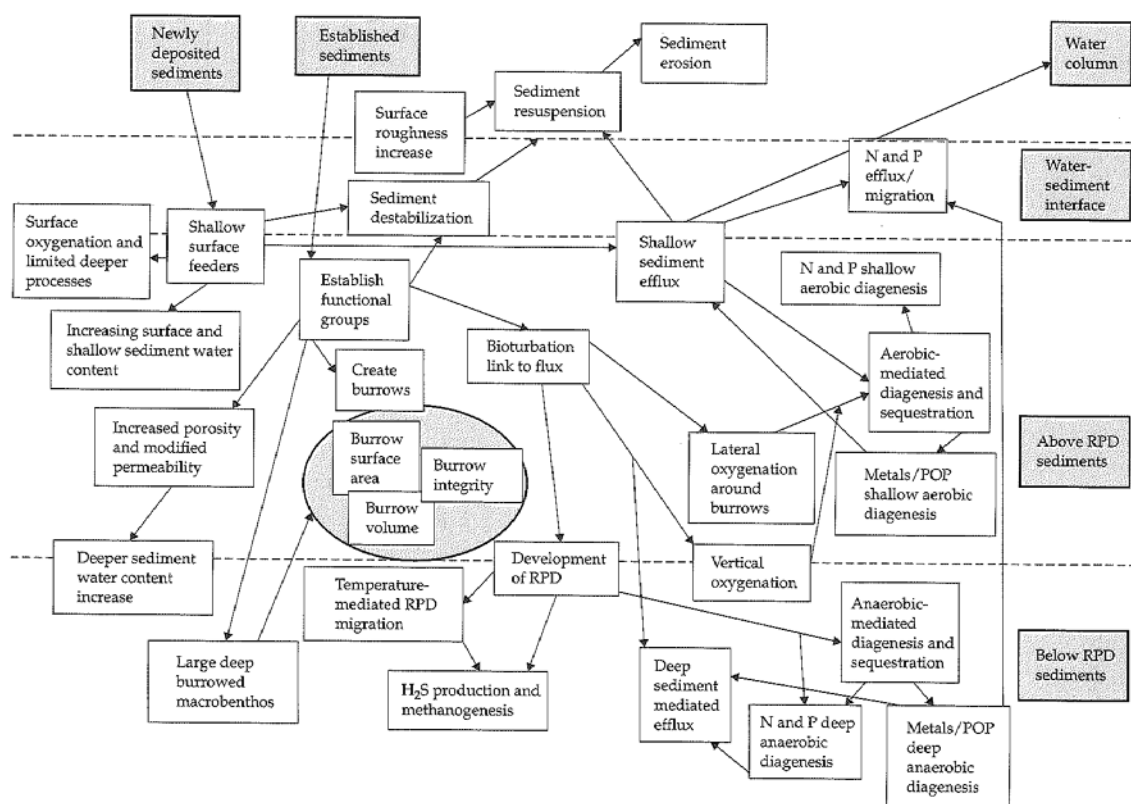 Newly
deposited
sediments
Established
sediments
Sediment
erosion
Water
column
Sediment
resuspension
Surface
roughness
increase
N and P
efflux/
migration
Water-
sediment
interface
Sediment
destabilization
Surface
oxygenation and
limited deeper
processes
Shallow
surface
feeders
Shallow
sediment
efflux
N and P shallow
aerobic diagenesis
Establish
functional
groups
Increasing surface and
shallow sediment water
content
Bioturbation
link to flux
Aerobic-
mediated
diagenesis and
sequestration
Create
burrows
Increased porosity and
modified
permeability
Burrow
surface
area
Burrow
integrity
Burrow
volume
Lateral
oxygenation
around
burrows
Metals/POP
shallow aerobic
diagenesis
Above RPD
sediments
Deeper sediment
water content
increase
Development
of RPD
Vertical
oxygenation
Temperature-
mediated RPD
migration
Anaerobic-
mediated
diagenesis and
sequestration
Large deep
burrowed
macrobenthos
H₂S production and
methanogenesis
Deep
sediment
mediated
efflux
Below RPD
sediments
N and P deep
anaerobic
diagenesis
Metals/POP
deep
anaerobic
diagenesis